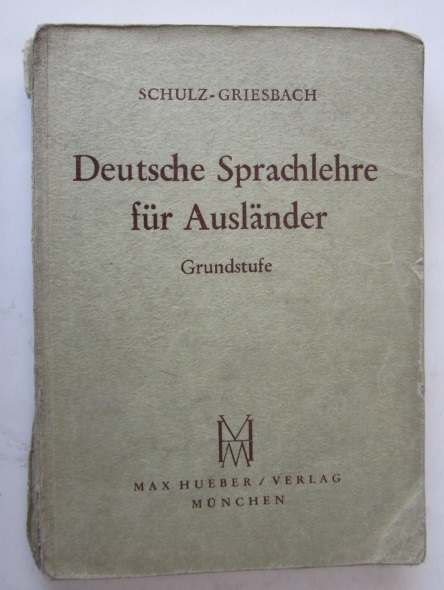 SCHULZ-GRIESBACH
Deutsche Sprachlehre
für Ausländer
Grundstufe
MAX HUEBER / VERLAG
MÜNCHEN